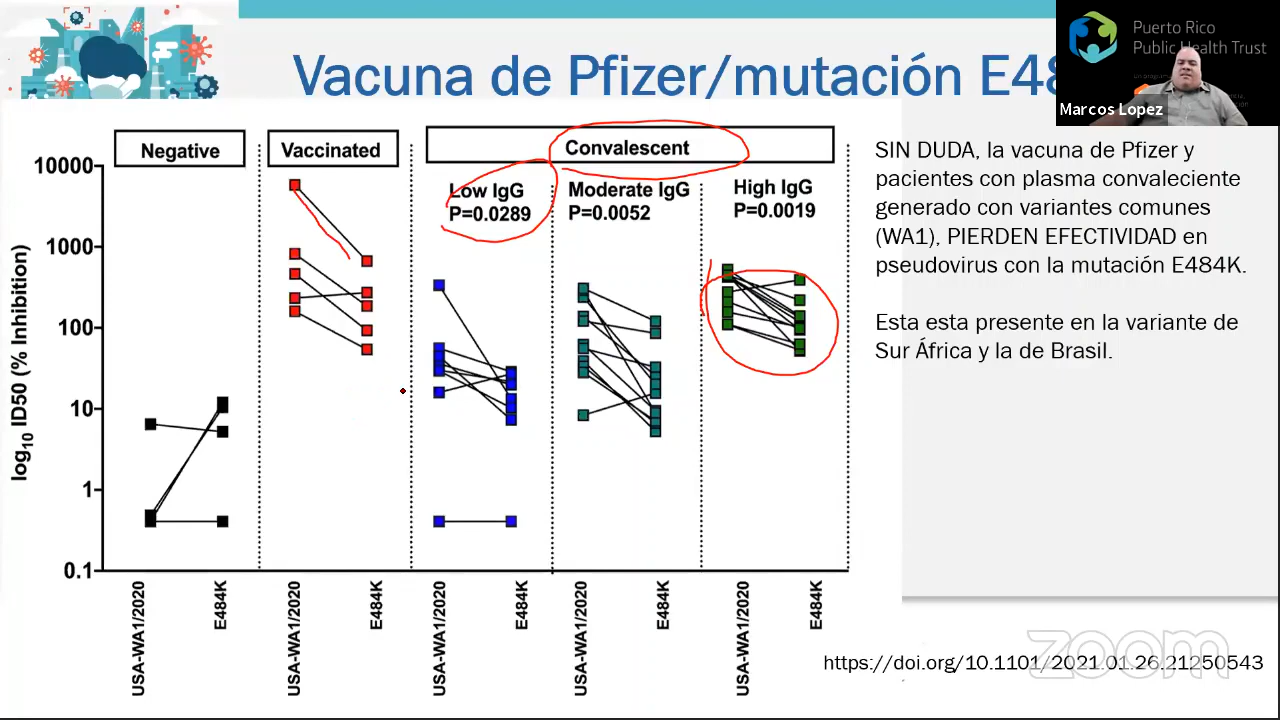 Vacuna de Pfizer/mutación E48
Puerto Rico
Public Health Trust
Marcos Lopez
Negative
Vaccinated
Convalescent
Low IgG
P=0.0289
Moderate IgG
P=0.0052
High IgG
P=0.0019
log10 ID50 (% Inhibition)
10000
1000
100
10
1
0.1
USA-WA1/2020
E484K
USA-WA1/2020
E484K
USA-WA1/2020
E484K
USA-WA1/2020
E484K
USA-WA1/2020
E484K
SIN DUDA, la vacuna de Pfizer y
pacientes con plasma convaleciente
generado con variantes comunes
(WA1), PIERDEN EFECTIVIDAD en
pseudovirus con la mutación E484K.
Esta esta presente en la variante de
Sur África y la de Brasil.
https://doi.org/10.1101/2021.01.26.21250543
zoom